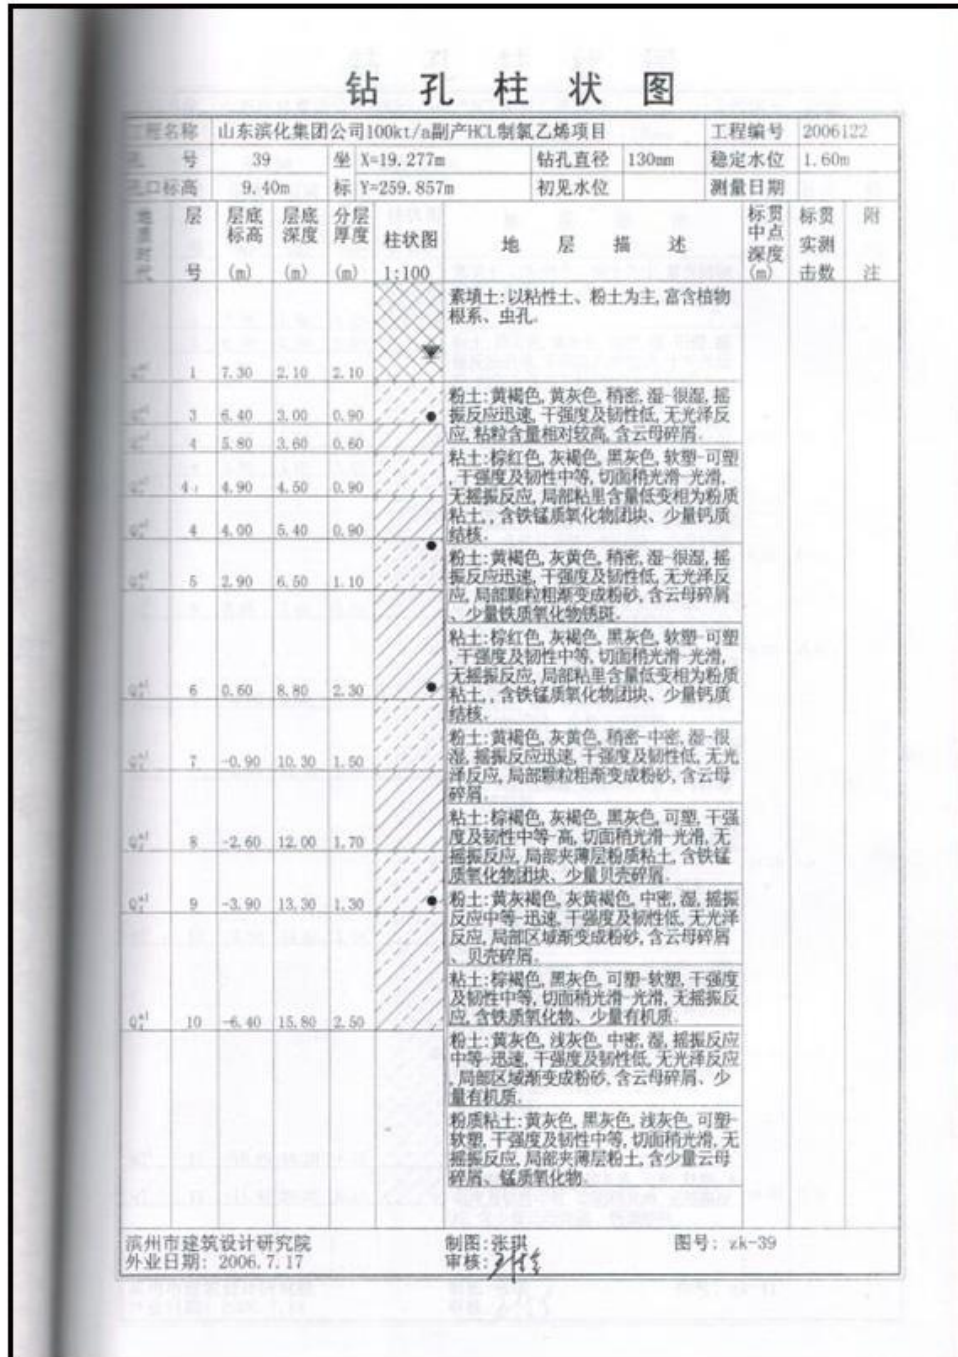 钻孔柱状图
工程名称 山东滨化集团公司100kt/a副产HCL制氯乙烯项目 工程编号 2006122
孔号 39 坐 X=19.277m 钻孔直径 130mm 稳定水位 1.60m
孔口标高 9.40m 标 Y=259.857m 初见水位 测量日期
地质时代 层号 层底标高(m) 层底深度(m) 分层厚度(m) 柱状图1:100 地层描述 标贯中点深度(m) 标贯实测击数 附注
素填土:以粘性土、粉土为主,富含植物
根系、虫孔.
1 7.30 2.10 2.10
粉土:黄褐色,黄灰色,稍密,湿-很湿,摇
3 6.40 3.00 0.90 振反应迅速,干强度及韧性低,无光泽反
应,粘粒含量相对较高,含云母碎屑.
4 5.80 3.60 0.60
粘土:棕红色,灰褐色,黑灰色,软塑-可塑
,干强度及韧性中等,切面稍光滑-光滑,
4 4.90 4.50 0.90 无摇振反应,局部粘里含量低变相为粉质
粘土,,含铁锰质氧化物团块、少量钙质
4 4.00 5.40 0.90 结核.
粉土:黄褐色,灰黄色,稍密,湿-很湿,摇
5 2.90 6.50 1.10 振反应迅速,干强度及韧性低,无光泽反
应,局部颗粒粗渐变成粉砂,含云母碎屑
、少量铁质氧化物锈斑.
粘土:棕红色,灰褐色,黑灰色,软塑-可塑
,干强度及韧性中等,切面稍光滑-光滑,
无摇振反应,局部粘里含量低变相为粉质
6 0.60 8.80 2.30 粘土,,含铁锰质氧化物团块、少量钙质
结核.
粉土:黄褐色,灰黄色,稍密-中密,湿-很
7 -0.90 10.30 1.50 湿,摇振反应迅速,干强度及韧性低,无光
泽反应,局部颗粒粗渐变成粉砂,含云母
碎屑.
粘土:棕褐色,灰褐色,黑灰色,可塑,干强
8 -2.60 12.00 1.70 度及韧性中等-高,切面稍光滑-光滑,无
摇振反应,局部夹薄层粉质粘土,含铁锰
质氧化物团块、少量贝壳碎屑.
9 -3.90 13.30 1.30 粉土:黄灰褐色,灰黄褐色,中密,湿,摇振
反应中等-迅速,干强度及韧性低,无光泽
反应,局部区域渐变成粉砂,含云母碎屑
、贝壳碎屑.
粘土:棕褐色,黑灰色,可塑-软塑,干强度
及韧性中等,切面稍光滑-光滑,无摇振反
10 -6.40 15.80 2.50 应,含铁质氧化物、少量有机质.
粉土:黄灰色,浅灰色,中密,湿,摇振反应
中等-迅速,干强度及韧性低,无光泽反应
,局部区域渐变成粉砂,含云母碎屑、少
量有机质.
粉质粘土:黄灰色,黑灰色,浅灰色,可塑-
软塑,干强度及韧性中等,切面稍光滑,无
摇振反应,局部夹薄层粉土,含少量云母
碎屑、锰质氧化物.
滨州市建筑设计研究院 制图:张琪 图号: zk-39
外业日期: 2006.7.17 审核: